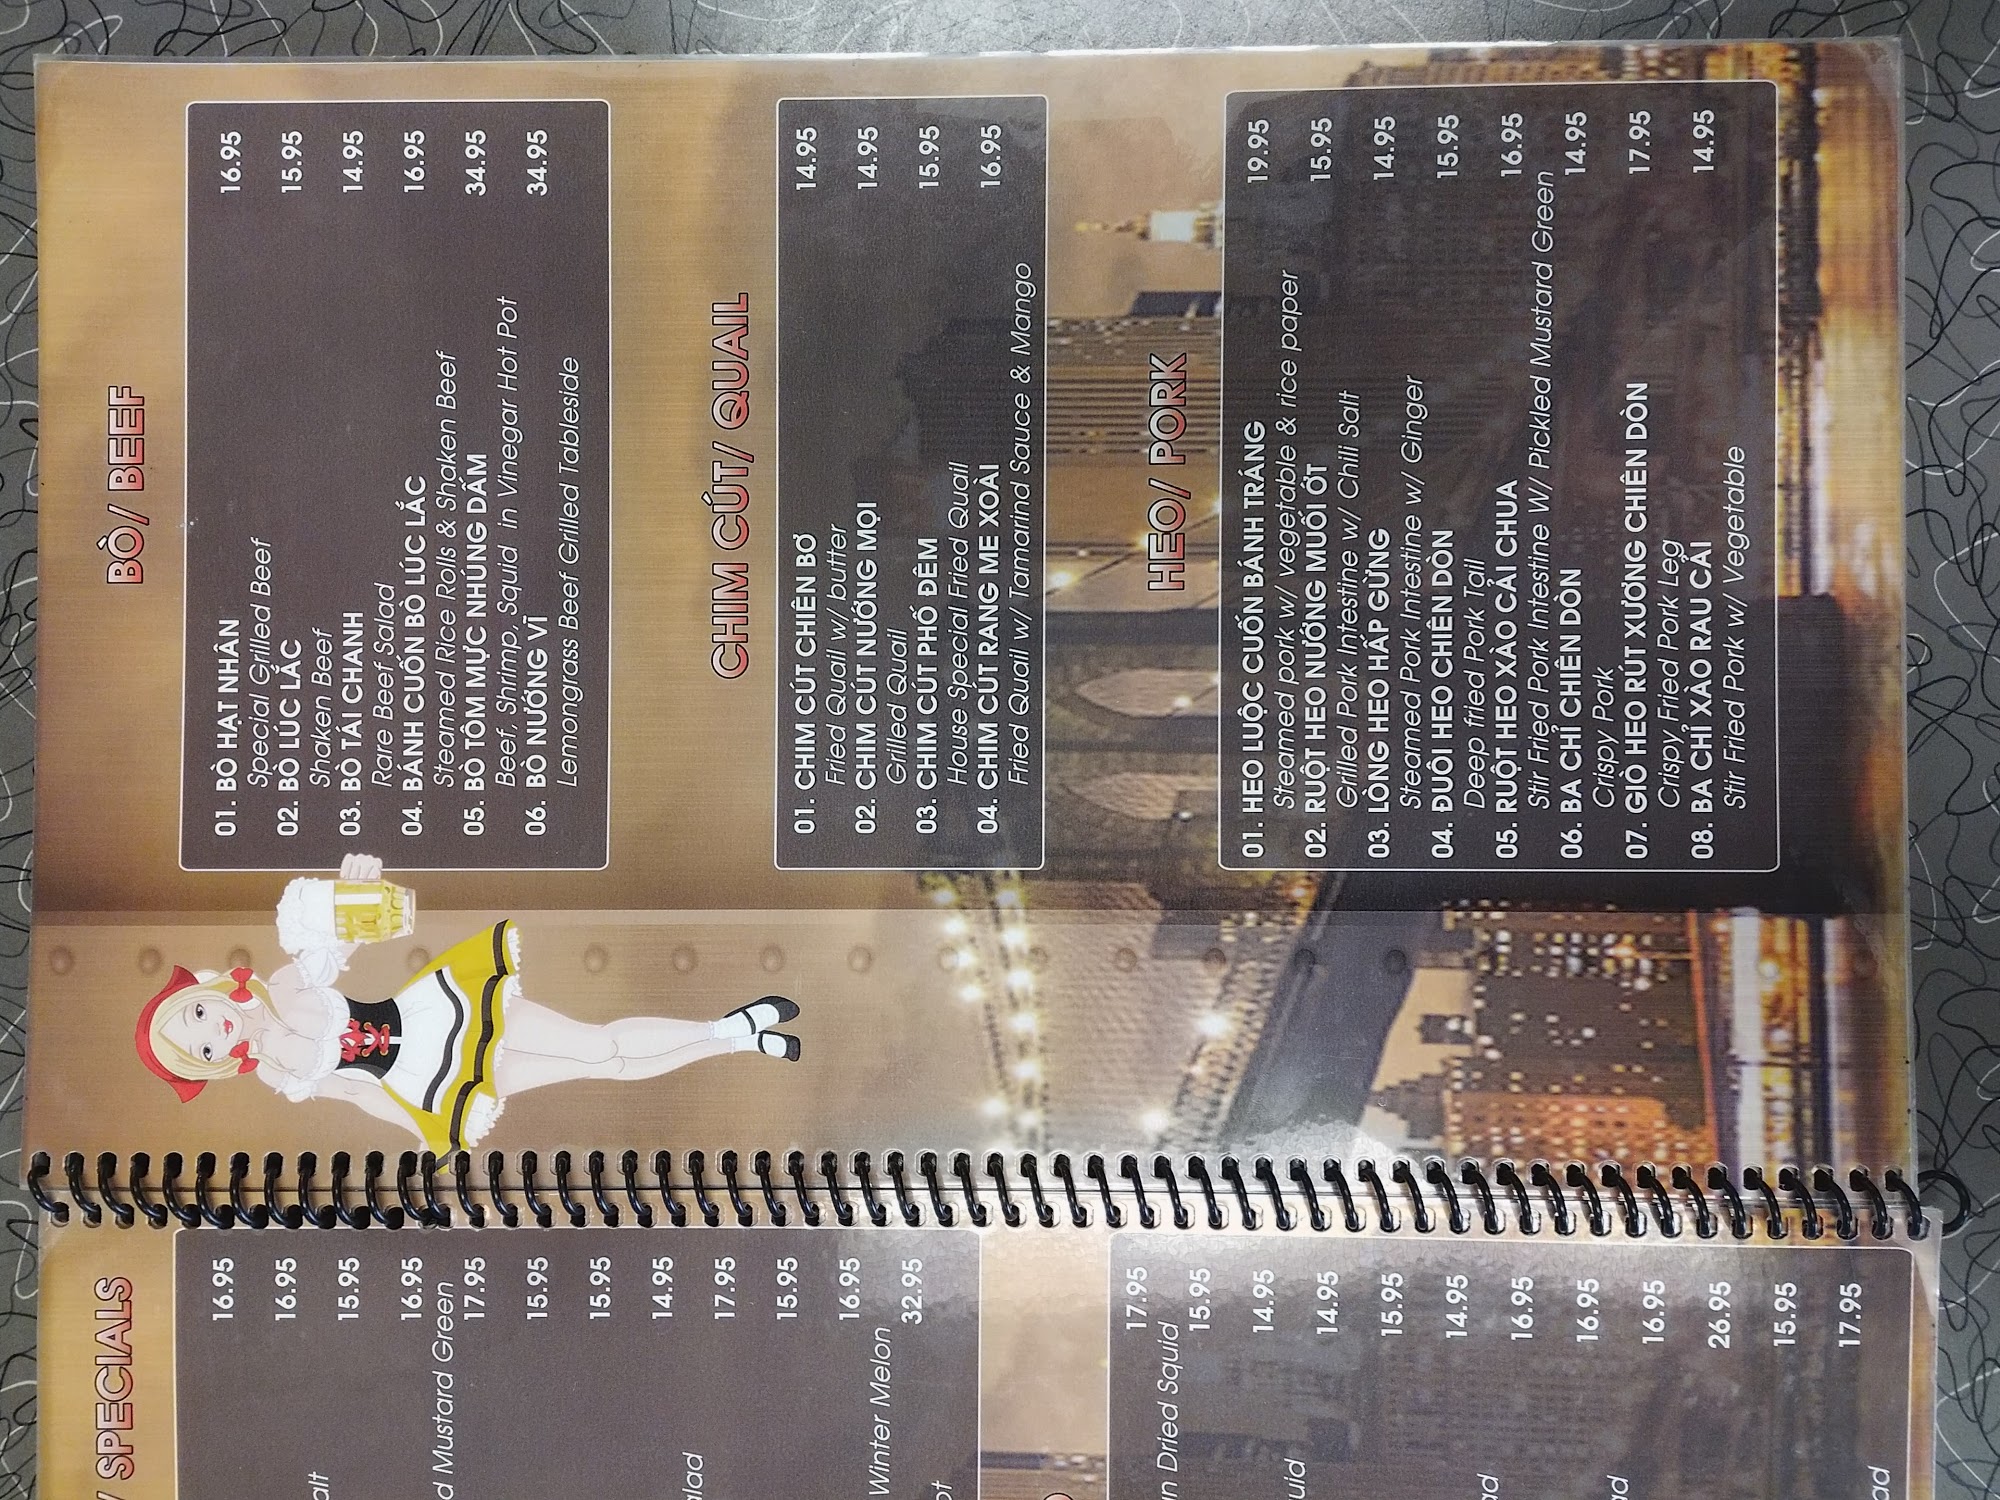 SPECIALS
16.95
alt 16.95
15.95
16.95
d Mustard Green
17.95
15.95
15.95
14.95
alad 17.95
15.95
16.95
Winter Melon
32.95
ot
17.95
n Dried Squid
15.95
14.95
uid
14.95
15.95
14.95
ad
16.95
16.95
ad
16.95
26.95
15.95
17.95
ad
BÒ/ BEEF
01. BÒ HẠT NHÂN 16.95
Special Grilled Beef
02. BÒ LÚC LẮC 15.95
Shaken Beef
03. BÒ TÁI CHANH 14.95
Rare Beef Salad
04. BÁNH CUỐN BÒ LÚC LẮC 16.95
Steamed Rice Rolls & Shaken Beef
05. BÒ TÔM MỰC NHÚNG DẤM 34.95
Beef, Shrimp, Squid in Vinegar Hot Pot
06. BÒ NƯỚNG VĨ 34.95
Lemongrass Beef Grilled Tableside
CHIM CÚT/ QUAIL
01. CHIM CÚT CHIÊN BƠ 14.95
Fried Quail w/ butter
02. CHIM CÚT NƯỚNG MỌI 14.95
Grilled Quail
03. CHIM CÚT PHỐ ĐÊM 15.95
House Special Fried Quail
04. CHIM CÚT RANG ME XOÀI 16.95
Fried Quail w/ Tamarind Sauce & Mango
HEO/ PORK
01. HEO LUỘC CUỐN BÁNH TRÁNG 19.95
Steamed pork w/ vegetable & rice paper
02. RUỘT HEO NƯỚNG MUỐI ỚT 15.95
Grilled Pork Intestine w/ Chili Salt
03. LÒNG HEO HẤP GỪNG 14.95
Steamed Pork Intestine w/ Ginger
04. ĐUÔI HEO CHIÊN DÒN 15.95
Deep fried Pork Tail
05. RUỘT HEO XÀO CẢI CHUA 16.95
Stir Fried Pork Intestine W/ Pickled Mustard Green
06. BA CHỈ CHIÊN DÒN 14.95
Crispy Pork
07. GIÒ HEO RÚT XƯƠNG CHIÊN DÒN 17.95
Crispy Fried Pork Leg
08. BA CHỈ XÀO RAU CẢI 14.95
Stir Fried Pork w/ Vegetable